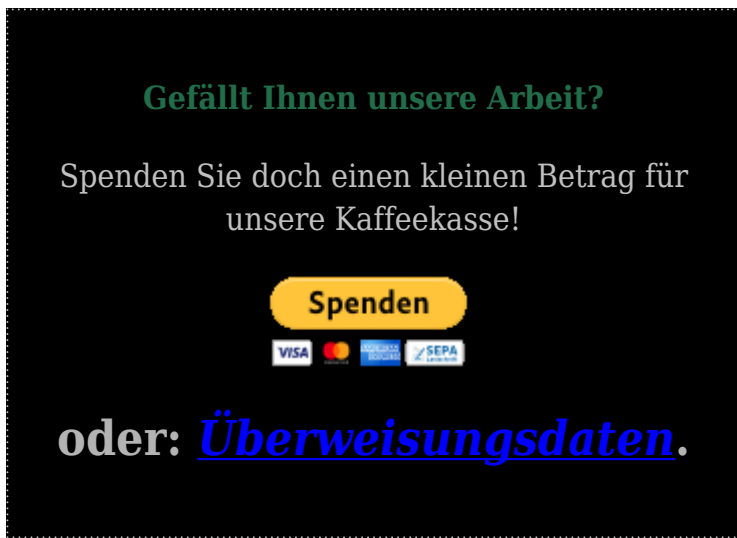 Gefällt Ihnen unsere Arbeit?
Spenden Sie doch einen kleinen Betrag für
unsere Kaffeekasse!
Spenden
VISA SEPA
oder: Überweisungsdaten.